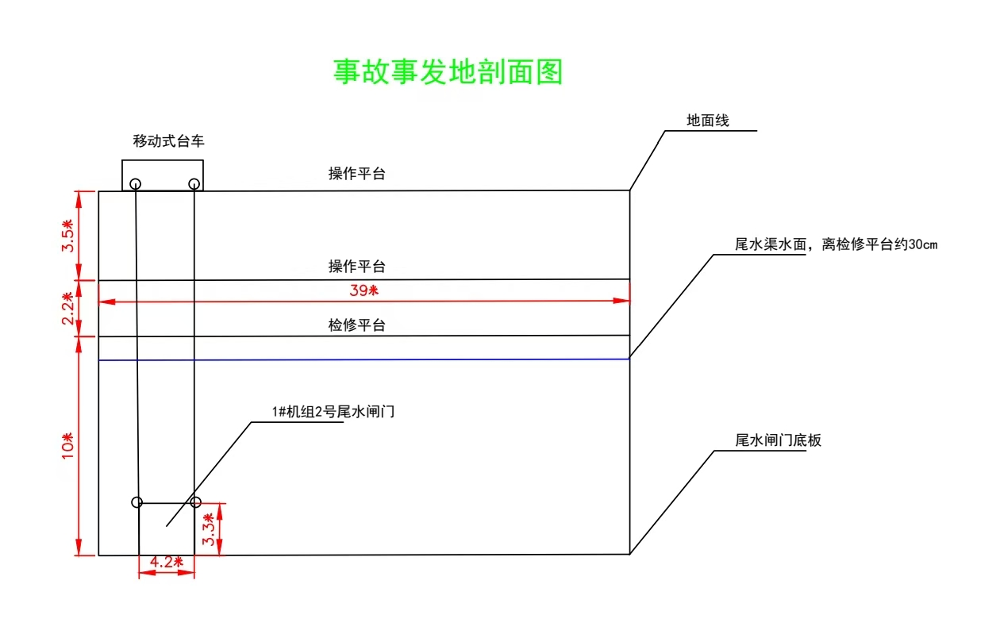 事故事发地剖面图
地面线
移动式台车
操作平台
3.5米
尾水渠水面，离检修平台约30cm
操作平台
39米
2.2米
检修平台
1#机组2号尾水闸门
10米
尾水闸门底板
3.3米
4.2米